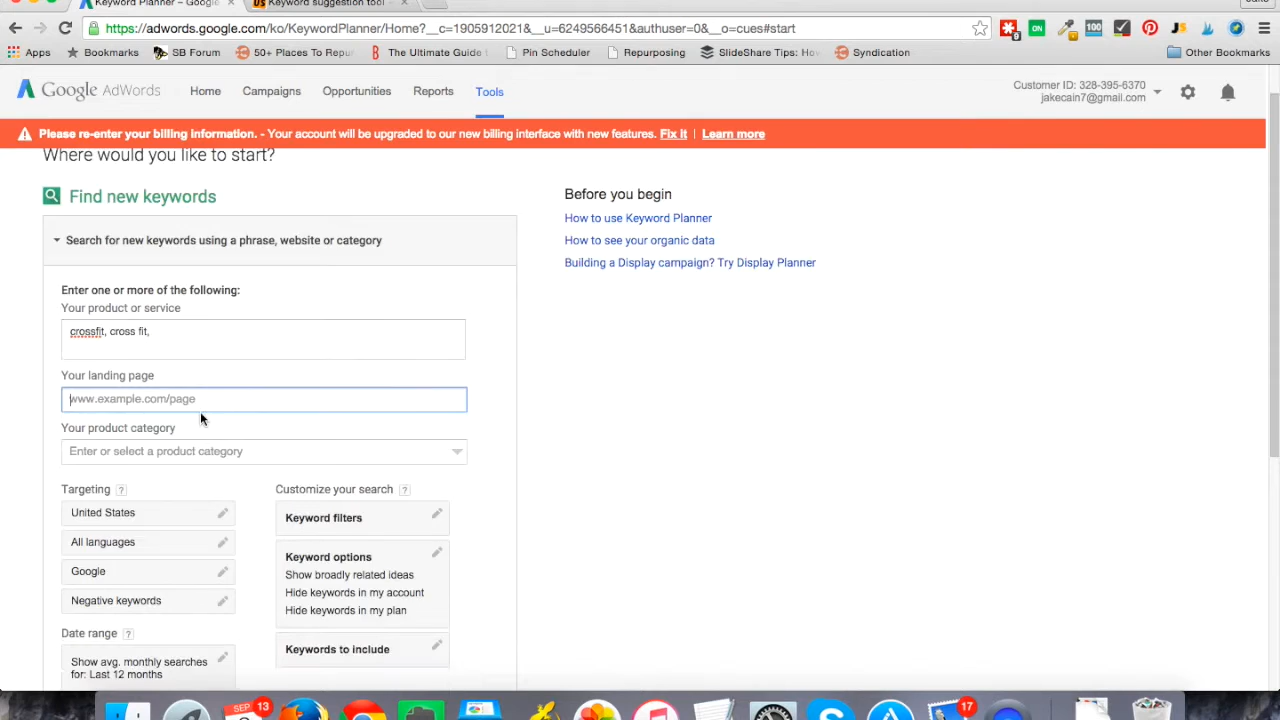 Keyword Planner – Google
Keyword suggestion tool
Jake
https://adwords.google.com/ko/KeywordPlanner/Home?__c=1905912021&__u=6249566451&authuser=0&__o=cues#start
9
ON
100
Apps
Bookmarks
SB Forum
50+ Places To Repu
The Ultimate Guide
Pin Scheduler
Repurposing
SlideShare Tips: Ho
Syndication
Other Bookmarks
Google AdWords
Home
Campaigns
Opportunities
Reports
Tools
Customer ID: 328-395-6370
jakecain7@gmail.com
Please re-enter your billing information. - Your account will be upgraded to our new billing interface with new features. Fix it | Learn more
Where would you like to start?
Find new keywords
Search for new keywords using a phrase, website or category
Enter one or more of the following:
Your product or service
crossfit, cross fit,
Your landing page
www.example.com/page
Your product category
Enter or select a product category
Targeting ?
United States
All languages
Google
Negative keywords
Date range ?
Show avg. monthly searches
for: Last 12 months
Customize your search ?
Keyword filters
Keyword options
Show broadly related ideas
Hide keywords in my account
Hide keywords in my plan
Keywords to include
Before you begin
How to use Keyword Planner
How to see your organic data
Building a Display campaign? Try Display Planner
SEP 13
17